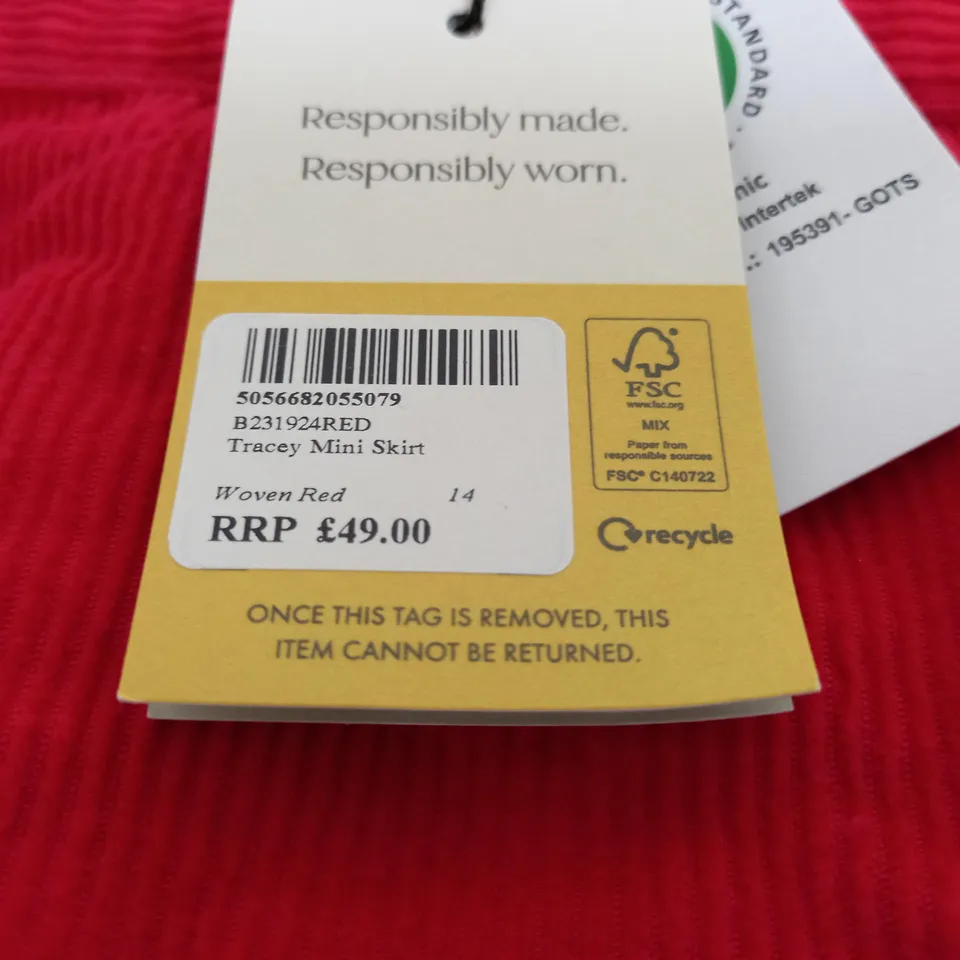 Responsibly made.
Responsibly worn.
5056682055079
B231924RED
Tracey Mini Skirt
Woven Red 14
RRP £49.00
FSC
www.fsc.org
MIX
Paper from
responsible sources
FSC® C140722
recycle
ONCE THIS TAG IS REMOVED, THIS
ITEM CANNOT BE RETURNED.
STANDARD
Intertek
.: 195391- GOTS